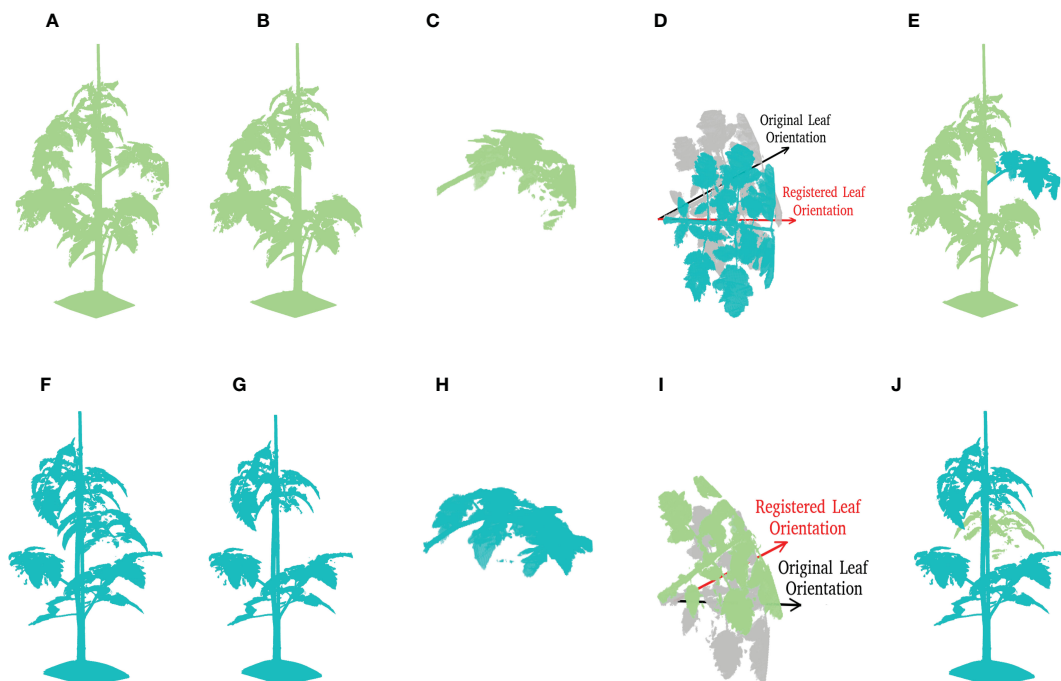 A
B
C
D
E
Original Leaf
Orientation
Registered Leaf
Orientation
F
G
H
I
J
Registered Leaf
Orientation
Original Leaf
Orientation